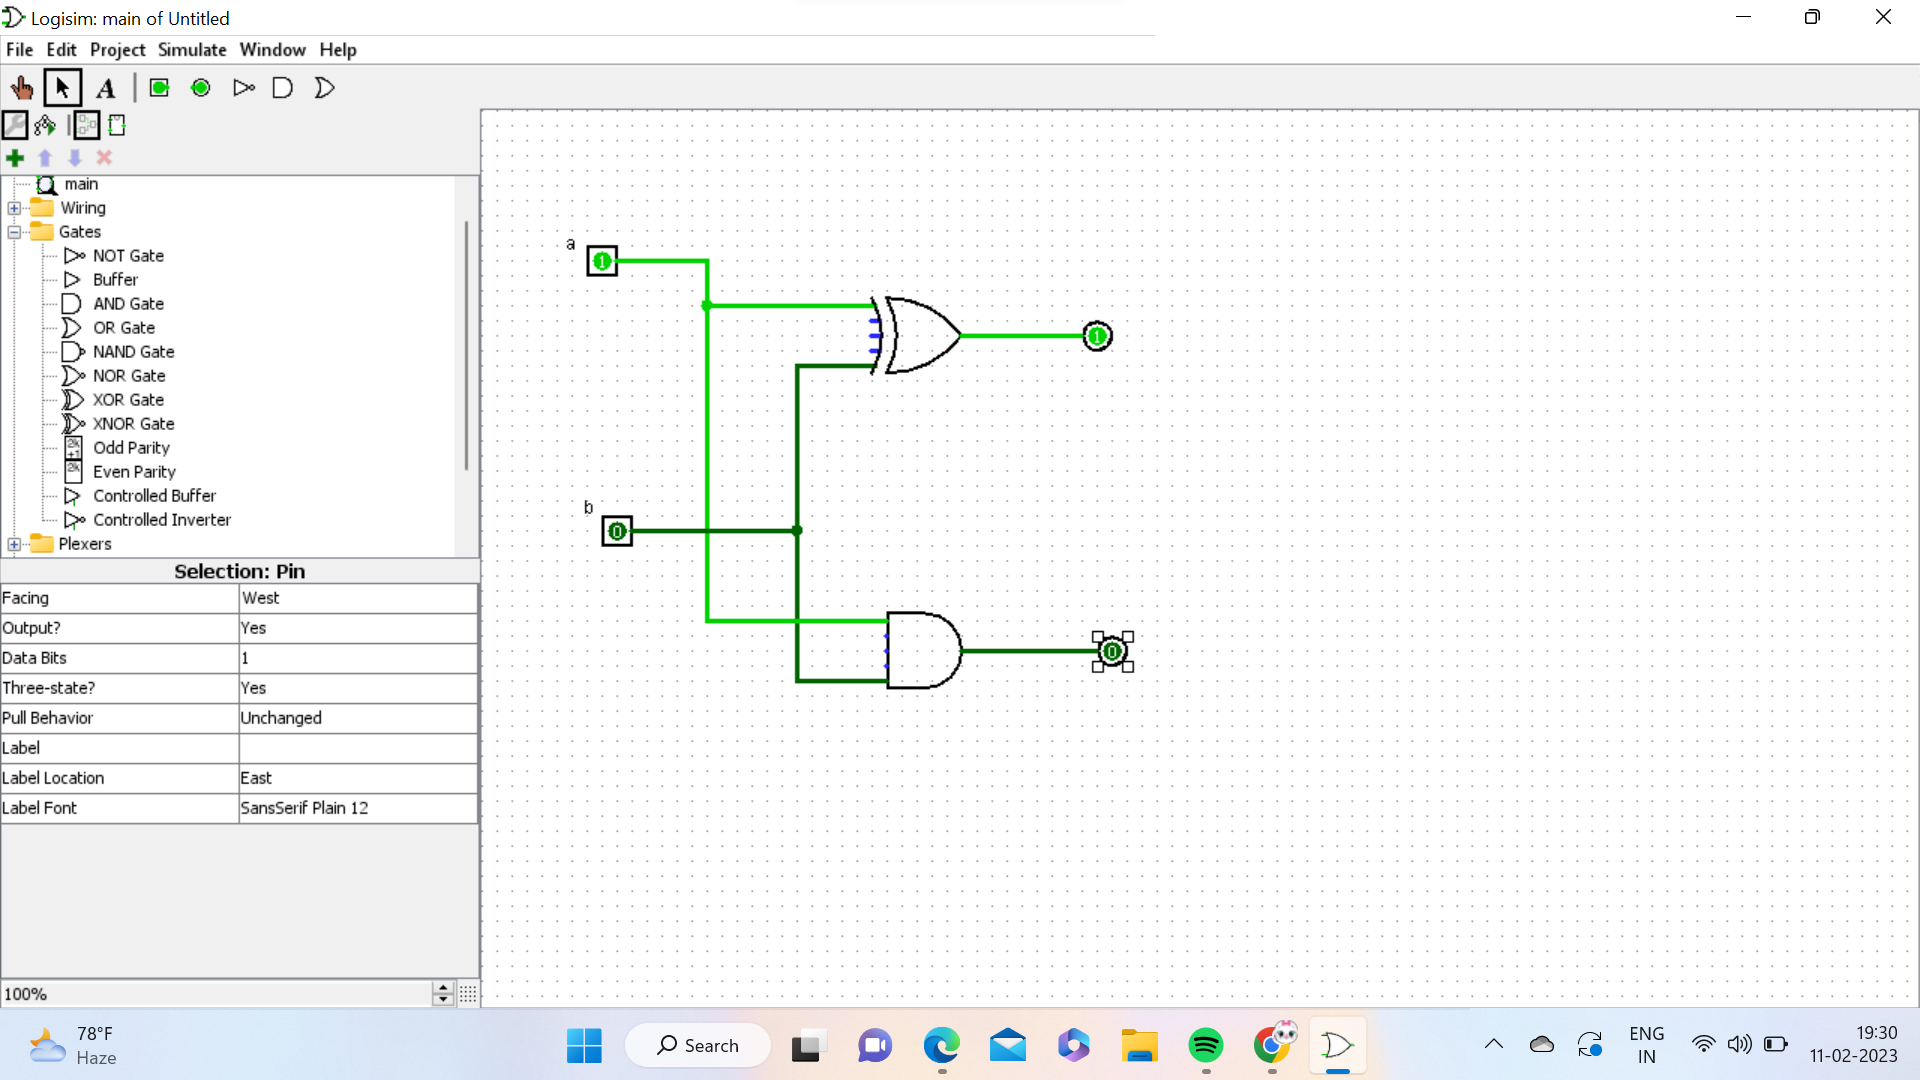 Logisim: main of Untitled
File Edit Project Simulate Window Help
A
main
Wiring
Gates
NOT Gate
Buffer
AND Gate
OR Gate
NAND Gate
NOR Gate
XOR Gate
XNOR Gate
2k+1 Odd Parity
2k Even Parity
Controlled Buffer
Controlled Inverter
Plexers
Selection: Pin
Facing West
Output? Yes
Data Bits 1
Three-state? Yes
Pull Behavior Unchanged
Label
Label Location East
Label Font SansSerif Plain 12
100%
a
1
1
b
0
0
78°F
Haze
Search
ENG
IN
19:30
11-02-2023